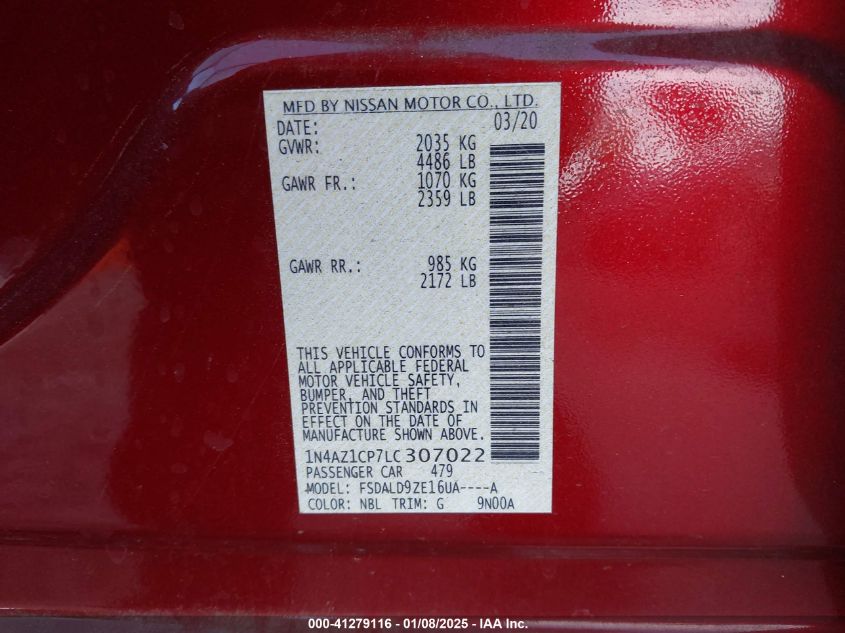 MFD BY NISSAN MOTOR CO., LTD.
DATE: 03/20
GVWR: 2035 KG
4486 LB
GAWR FR.: 1070 KG
2359 LB
GAWR RR.: 985 KG
2172 LB
THIS VEHICLE CONFORMS TO
ALL APPLICABLE FEDERAL
MOTOR VEHICLE SAFETY,
BUMPER, AND THEFT
PREVENTION STANDARDS IN
EFFECT ON THE DATE OF
MANUFACTURE SHOWN ABOVE.
1N4AZ1CP7LC307022
PASSENGER CAR 479
MODEL: FSDALD9ZE16UA----A
COLOR: NBL TRIM: G 9N00A
000-41279116 - 01/08/2025 - IAA Inc.